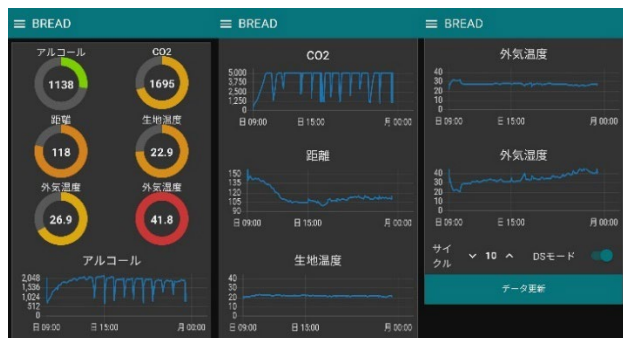 BREAD
アルコール
CO2
1138
1695
距離
生地温度
118
22.9
外気温度
外気湿度
26.9
41.8
アルコール
2,048
1,536
1,024
512
0
日 09:00 日 15:00 月 00:00
BREAD
CO2
5,000
3,750
2,500
1,250
0
日 09:00 日 15:00 月 00:00
距離
150
135
120
105
90
日 09:00 日 15:00 月 00:00
生地温度
40
30
20
10
0
日 09:00 日 15:00 月 00:00
BREAD
外気温度
40
30
20
10
0
日 09:00 日 15:00 月 00:00
外気湿度
40
30
20
10
0
日 09:00 日 15:00 月 00:00
サイクル 10 DSモード
データ更新